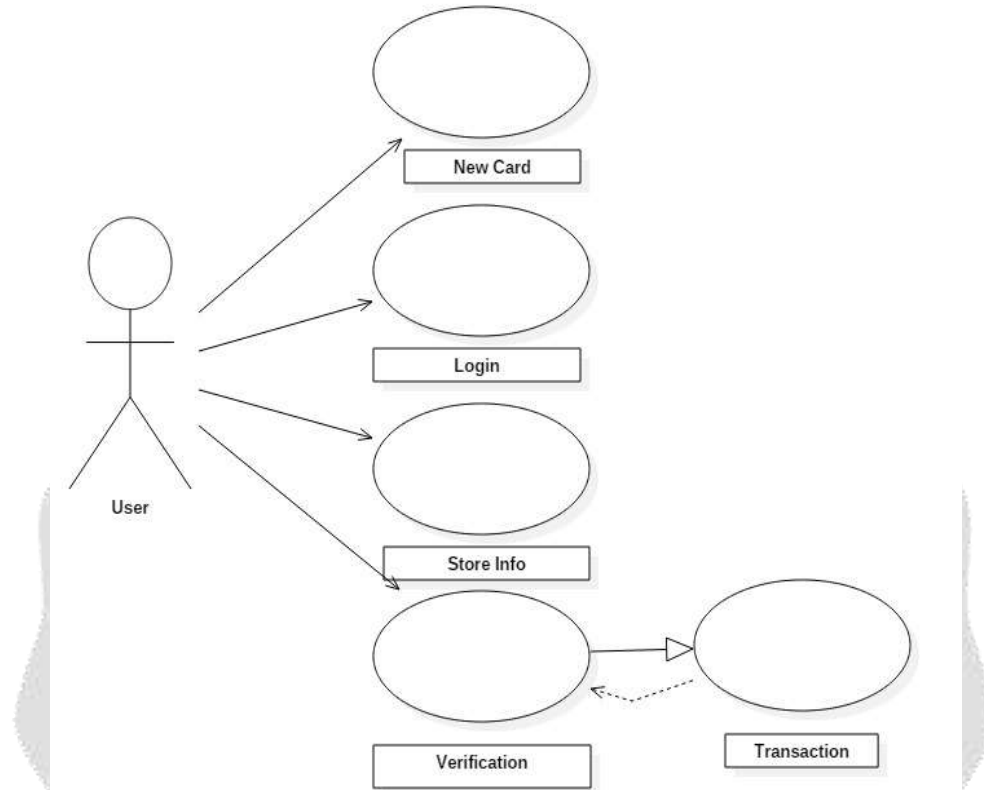 New Card
Login
User
Store Info
Verification
Transaction